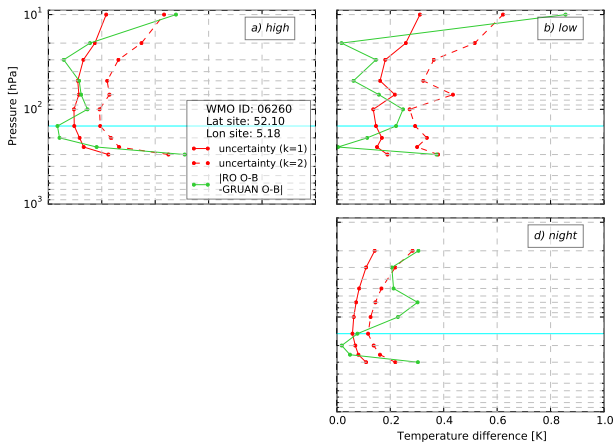 10¹
a) high
b) low
Pressure [hPa]
10²
WMO ID: 06260
Lat site: 52.10
Lon site: 5.18
uncertainty (k=1)
uncertainty (k=2)
|RO O-B
-GRUAN O-B|
10³
d) night
0.0 0.2 0.4 0.6 0.8 1.0
Temperature difference [K]